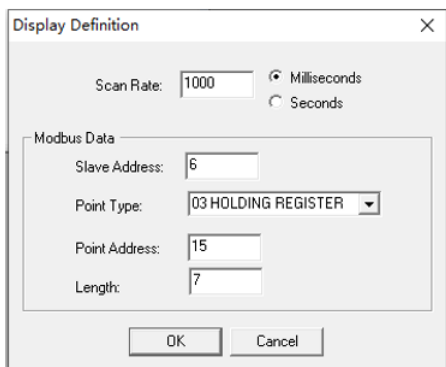 Display Definition
Scan Rate: 1000 Milliseconds
Seconds
Modbus Data
Slave Address: 6
Point Type: 03 HOLDING REGISTER
Point Address: 15
Length: 7
OK Cancel